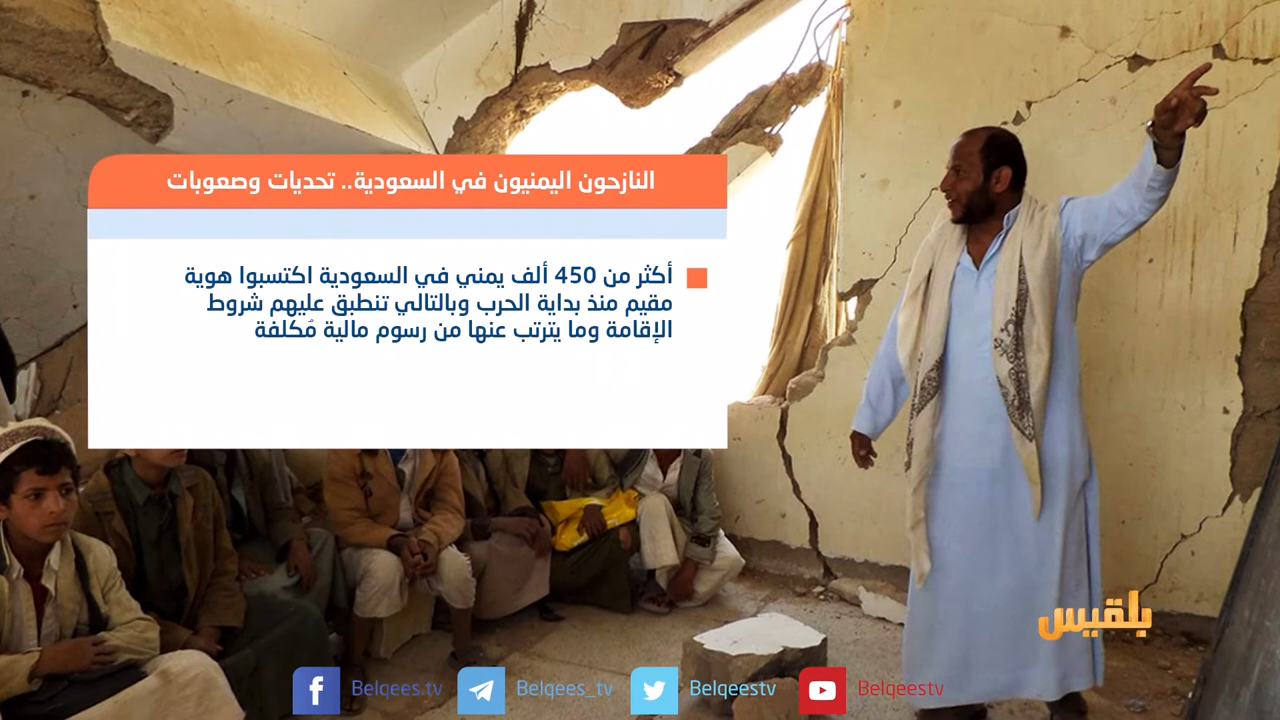 النازحون اليمنيون في السعودية.. تحديات وصعوبات
أكثر من 450 ألف يمني في السعودية اكتسبوا هوية
مقيم منذ بداية الحرب وبالتالي تنطبق عليهم شروط
الإقامة وما يترتب عنها من رسوم مالية مُكلفة
بلقيس
Belqees.tv
Belqees_tv
Belqeestv
Belqeestv